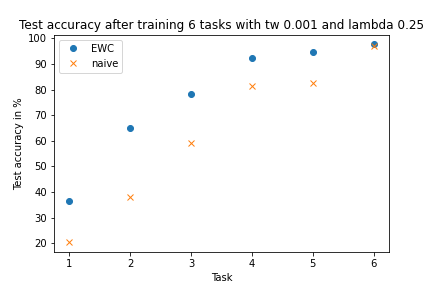 Test accuracy after training 6 tasks with tw 0.001 and lambda 0.25
EWC
naive
100
90
80
70
60
50
40
30
20
Test accuracy in %
1 2 3 4 5 6
Task